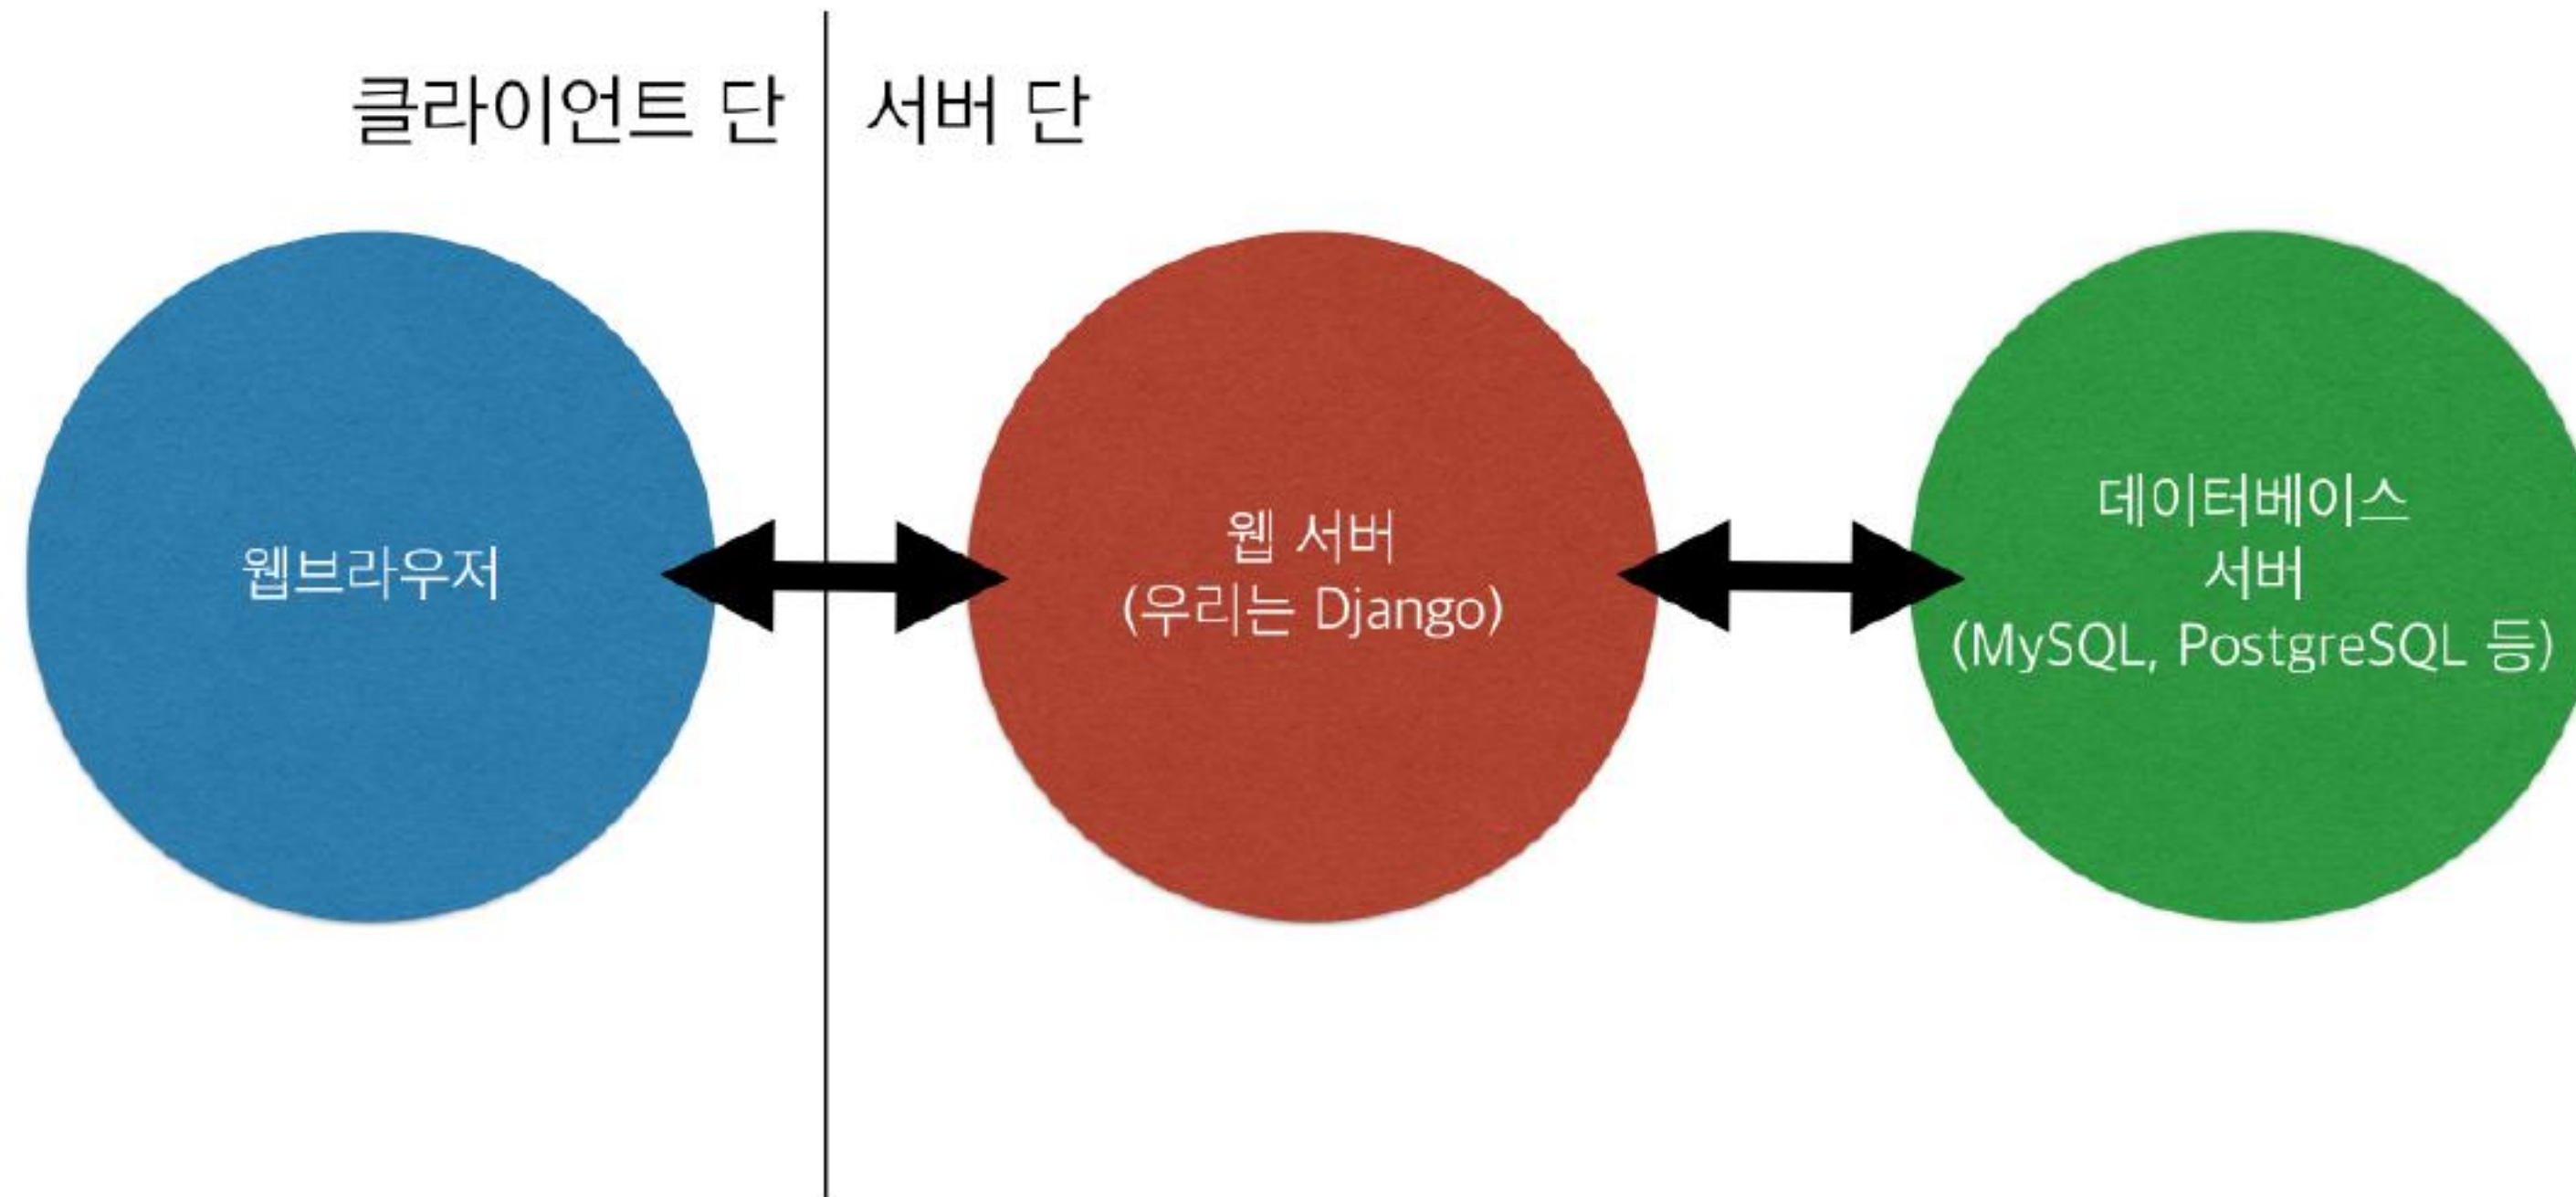 클라이언트 단
서버 단
웹브라우저
웹 서버
(우리는 Django)
데이터베이스
서버
(MySQL, PostgreSQL 등)